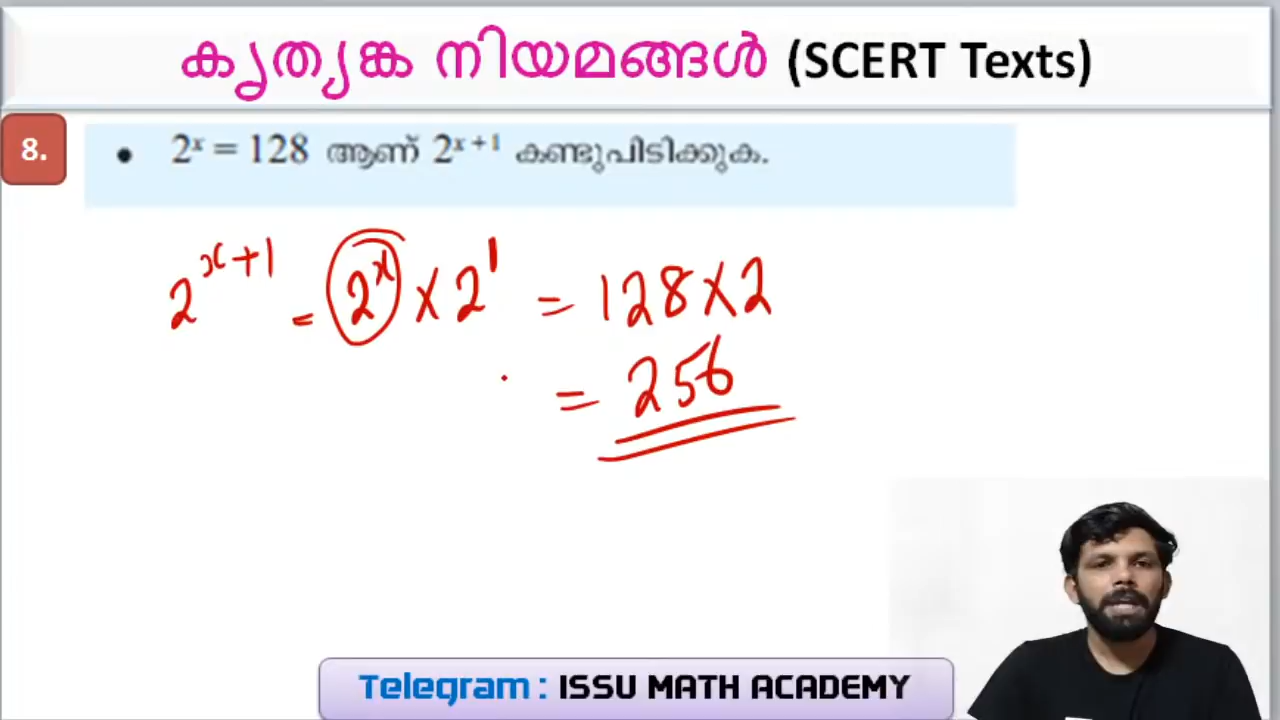 കൃത്യങ്ക നിയമങ്ങൾ (SCERT Texts)
8.
• 2ˣ = 128 ആണ് 2ˣ⁺¹ കണ്ടുപിടിക്കുക.
2ˣ⁺¹ = 2ˣ × 2¹ = 128 × 2
= 256
Telegram : ISSU MATH ACADEMY